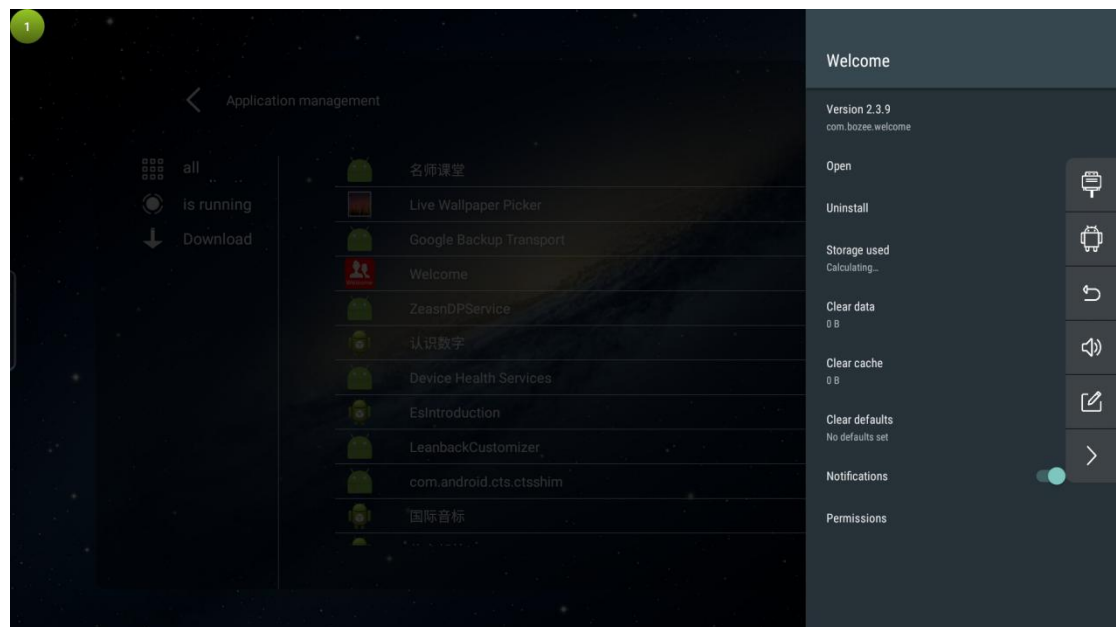 1
Application management
all
is running
Download
名师课堂
Live Wallpaper Picker
Google Backup Transport
Welcome
ZeasnDPService
认识数字
Device Health Services
EsIntroduction
LeanbackCustomizer
com.android.cts.ctsshim
国际音标
Welcome
Version 2.3.9
com.bozee.welcome
Open
Uninstall
Storage used
Calculating...
Clear data
0 B
Clear cache
0 B
Clear defaults
No defaults set
Notifications
Permissions